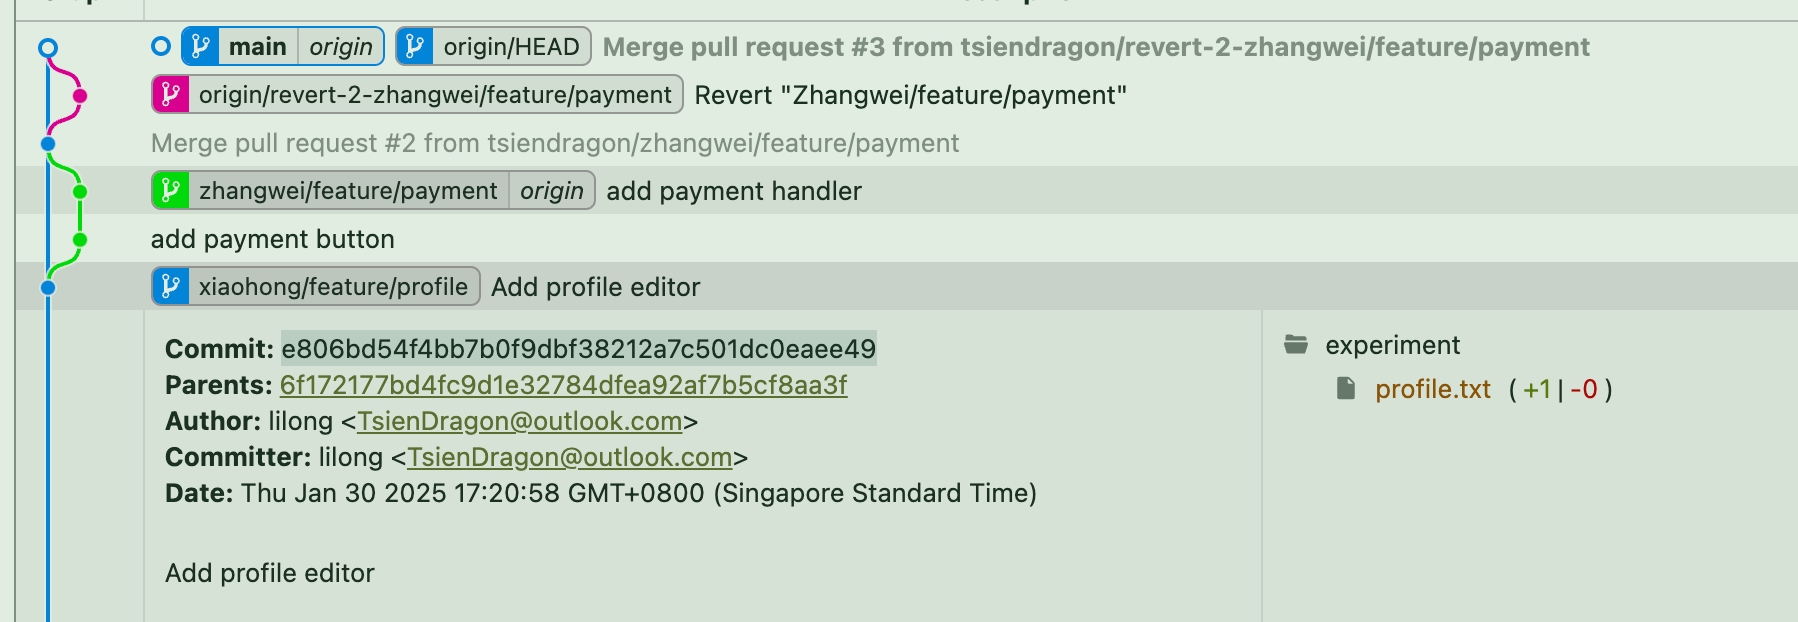 main origin origin/HEAD Merge pull request #3 from tsiendragon/revert-2-zhangwei/feature/payment
origin/revert-2-zhangwei/feature/payment Revert "Zhangwei/feature/payment"
Merge pull request #2 from tsiendragon/zhangwei/feature/payment
zhangwei/feature/payment origin add payment handler
add payment button
xiaohong/feature/profile Add profile editor
Commit: e806bd54f4bb7b0f9dbf38212a7c501dc0eaee49
Parents: 6f172177bd4fc9d1e32784dfea92af7b5cf8aa3f
Author: lilong <TsienDragon@outlook.com>
Committer: lilong <TsienDragon@outlook.com>
Date: Thu Jan 30 2025 17:20:58 GMT+0800 (Singapore Standard Time)
Add profile editor
experiment
profile.txt (+1|-0)